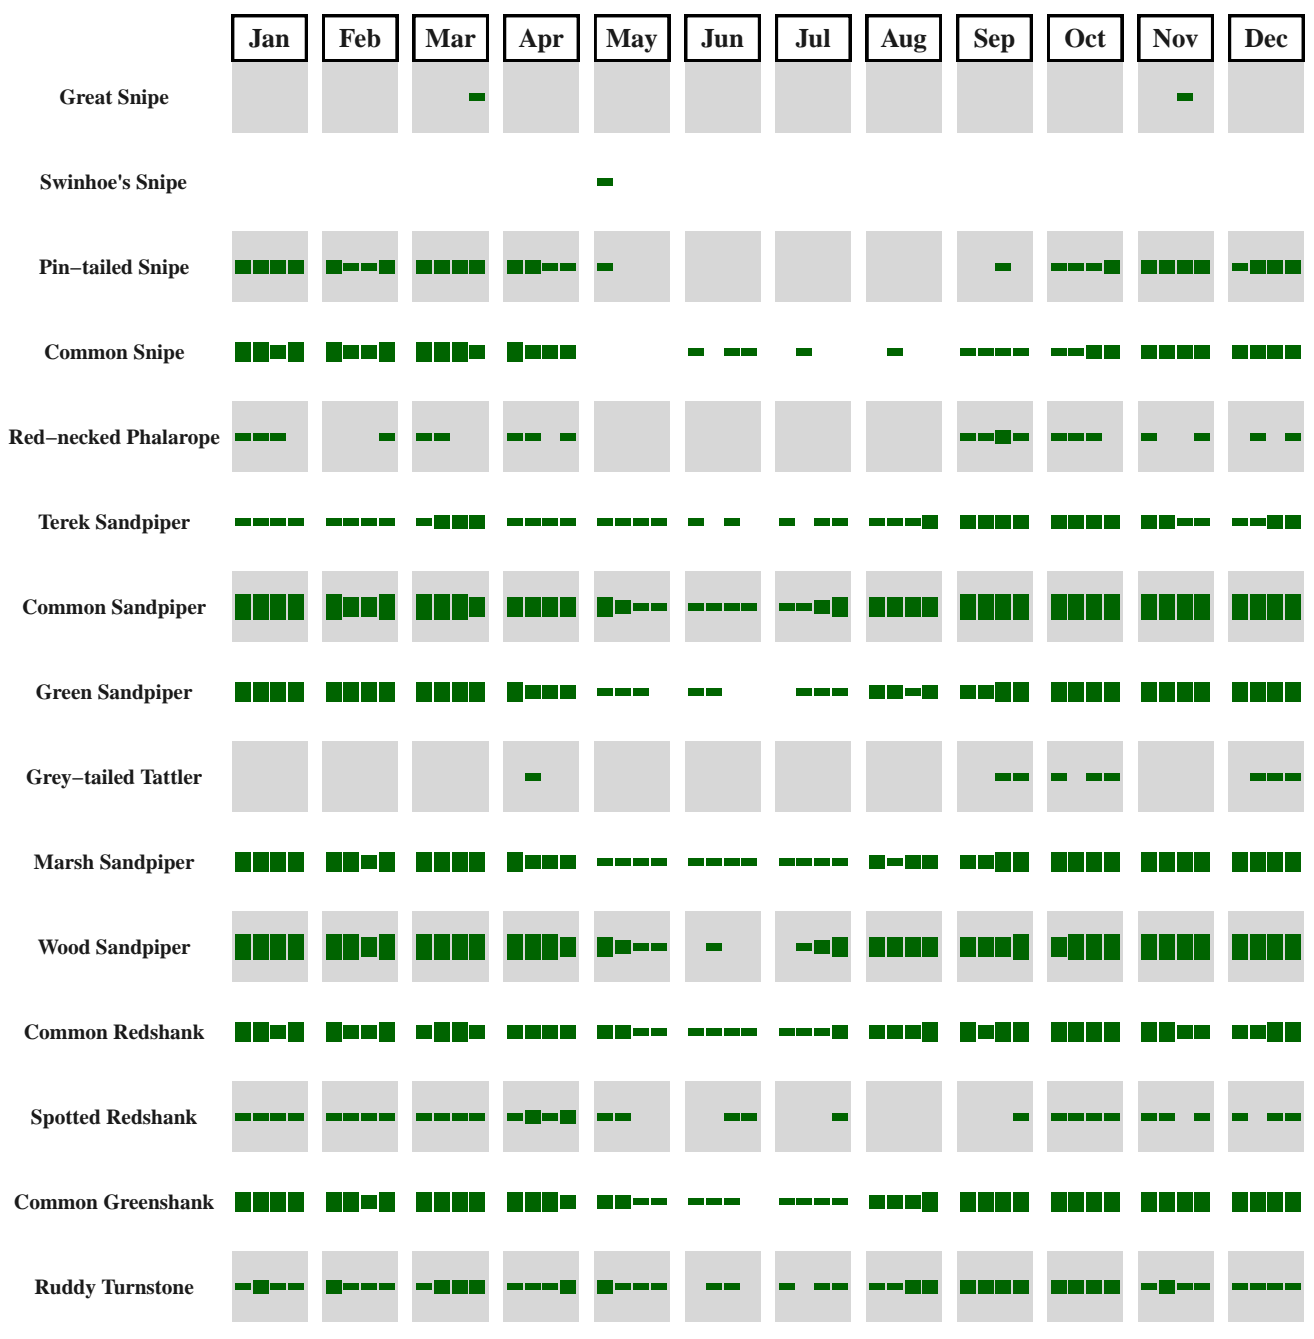 Jan Feb Mar Apr May Jun Jul Aug Sep Oct Nov Dec
Great Snipe
Swinhoe's Snipe
Pin−tailed Snipe
Common Snipe
Red−necked Phalarope
Terek Sandpiper
Common Sandpiper
Green Sandpiper
Grey−tailed Tattler
Marsh Sandpiper
Wood Sandpiper
Common Redshank
Spotted Redshank
Common Greenshank
Ruddy Turnstone